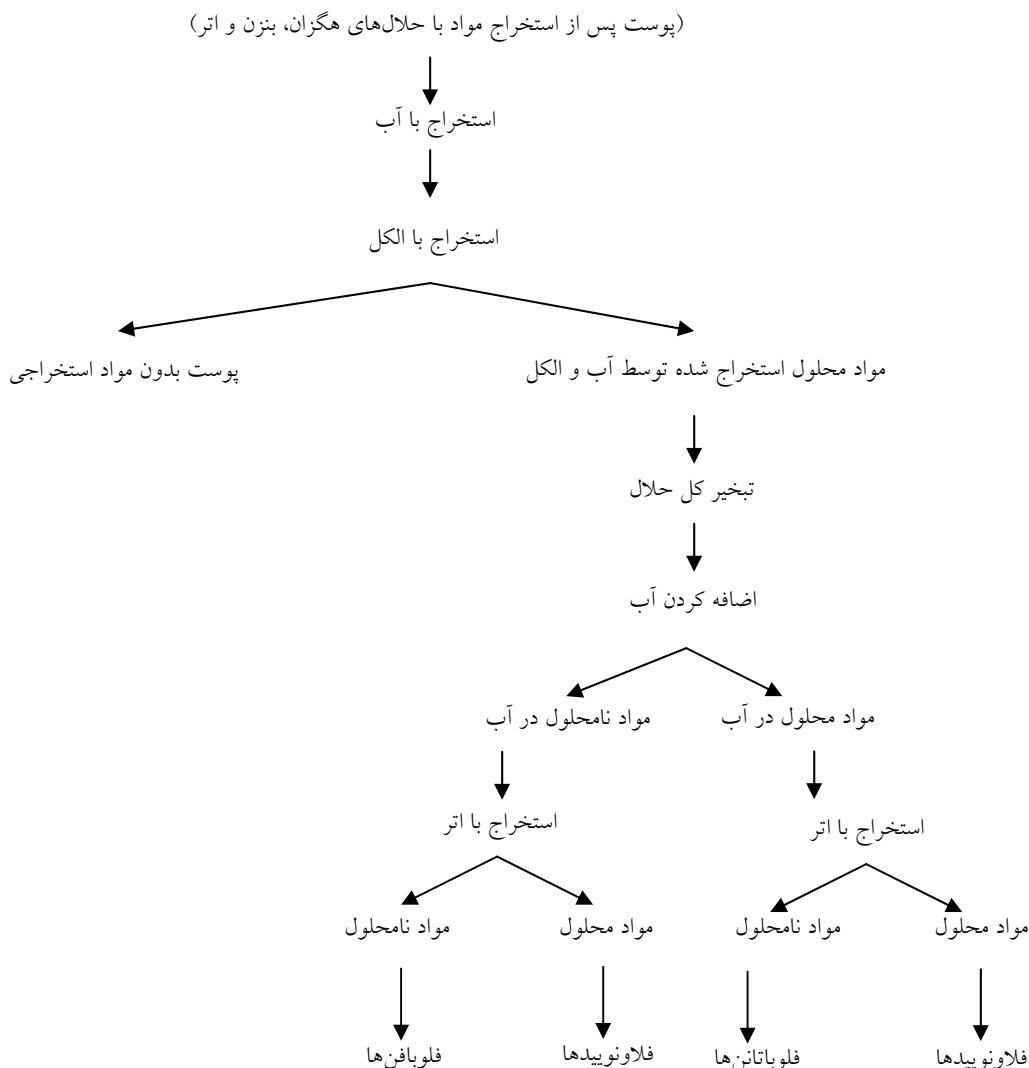 (پوست پس از استخراج مواد با حلال‌های هگزان، بنزن و اتر)
استخراج با آب
استخراج با الکل
مواد محلول استخراج شده توسط آب و الکل
پوست بدون مواد استخراجی
تبخیر کل حلال
اضافه کردن آب
مواد محلول در آب
مواد نامحلول در آب
استخراج با اتر
استخراج با اتر
مواد محلول
مواد نامحلول
مواد محلول
مواد نامحلول
فلاونوییدها
فلوباتانن‌ها
فلاونوییدها
فلوبافن‌ها